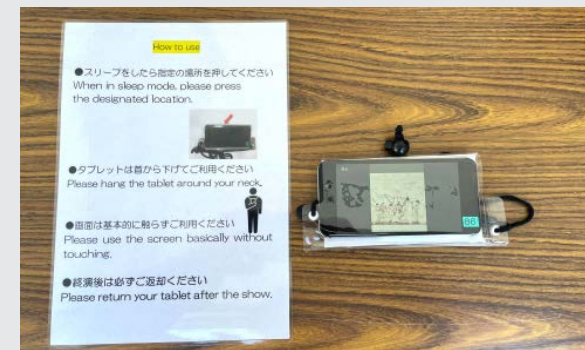 How to use
●スリープをしたら指定の場所を押してください
When in sleep mode, please press
the designated location.
●タブレットは首から下げてご利用ください
Please hang the tablet around your neck.
●画面は基本的に触らずご利用ください
Please use the screen basically without
touching.
●終演後は必ずご返却ください
Please return your tablet after the show.
66